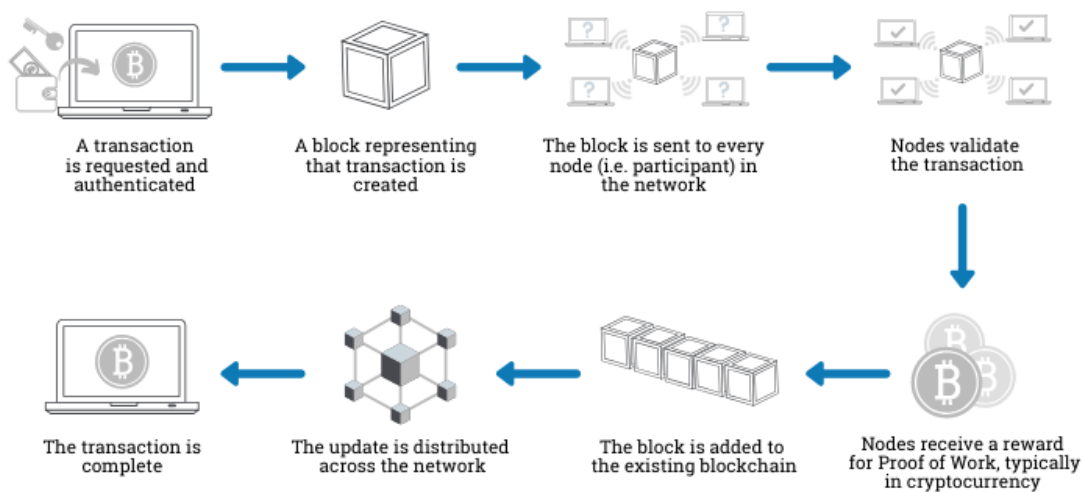 A transaction
is requested and
authenticated
A block representing
that transaction is
created
The block is sent to every
node (i.e. participant) in
the network
Nodes validate
the transaction
Nodes receive a reward
for Proof of Work, typically
in cryptocurrency
The block is added to
the existing blockchain
The update is distributed
across the network
The transaction is
complete